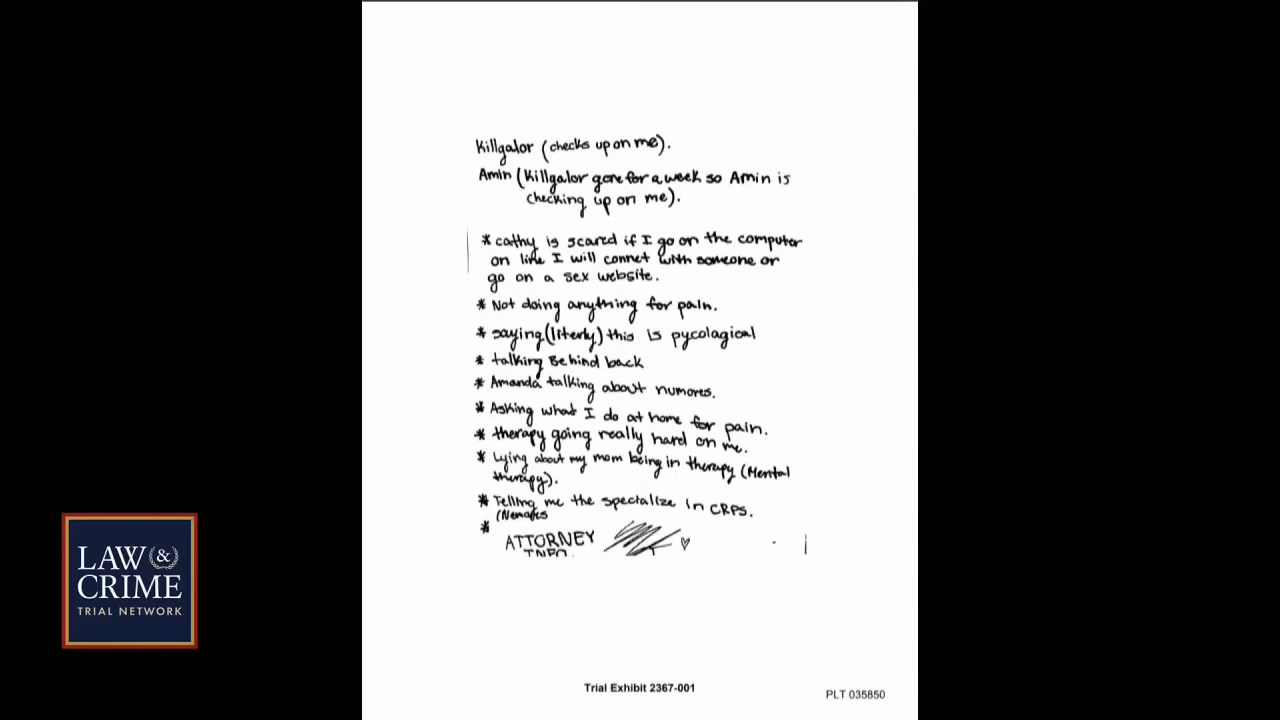 Killgalor (checks up on me).
Amin (Killgalor gone for a week so Amin is
checking up on me).
* cathy is scared if I go on the computer
on line I will connet with someone or
go on a sex website.
* Not doing anything for pain.
* saying (literly) this is pycolagical
* talking Behind back
* Amanda talking about numores.
* Asking what I do at home for pain.
* therapy going really hard on me.
* Lying about my mom being in therapy (Mental
therapy).
* Telling me the specialize in CRPS.
*
ATTORNEY
INFO.
LAW &
CRIME
TRIAL NETWORK
Trial Exhibit 2367-001
PLT 035850